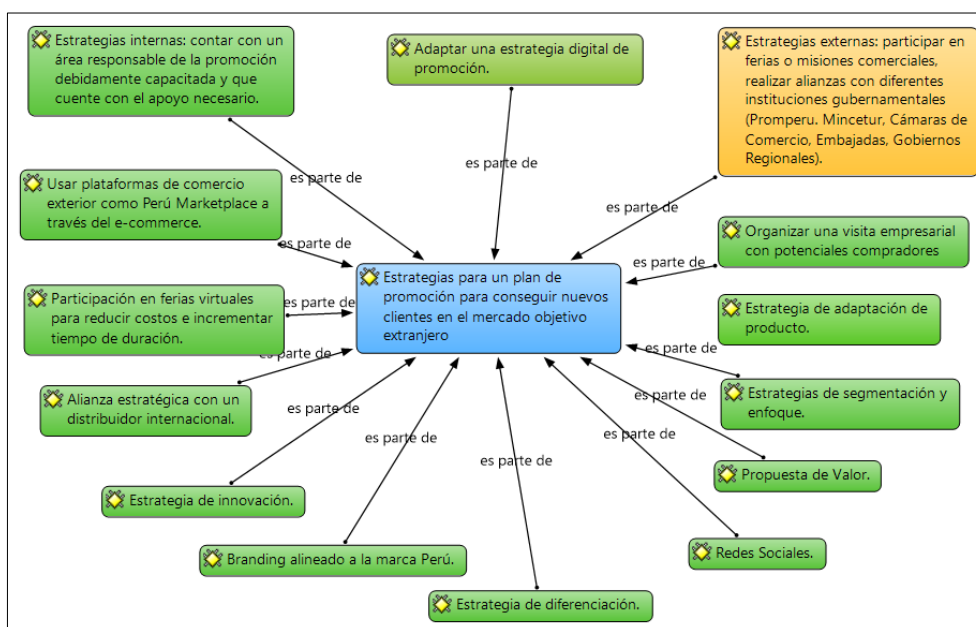 Estrategias internas: contar con un
área responsable de la promoción
debidamente capacitada y que
cuente con el apoyo necesario.
Adaptar una estrategia digital de
promoción.
Estrategias externas: participar en
ferias o misiones comerciales,
realizar alianzas con diferentes
instituciones gubernamentales
(Promperu. Mincetur, Cámaras de
Comercio, Embajadas, Gobiernos
Regionales).
es parte de
es parte de
es parte de
Usar plataformas de comercio
exterior como Perú Marketplace a
través del e-commerce.
es parte de
Organizar una visita empresarial
con potenciales compradores
es parte de
Estrategias para un plan de
promoción para conseguir nuevos
clientes en el mercado objetivo
extranjero
Participación en ferias virtuales
para reducir costos e incrementar
tiempo de duración.
es parte de
Estrategia de adaptación de
producto.
es parte de
es parte de
Alianza estratégica con un
distribuidor internacional.
Estrategias de segmentación y
enfoque.
es parte de
es parte de
es parte de
es parte de
es parte de
Propuesta de Valor.
Estrategia de innovación.
Branding alineado a la marca Perú.
Redes Sociales.
Estrategia de diferenciación.